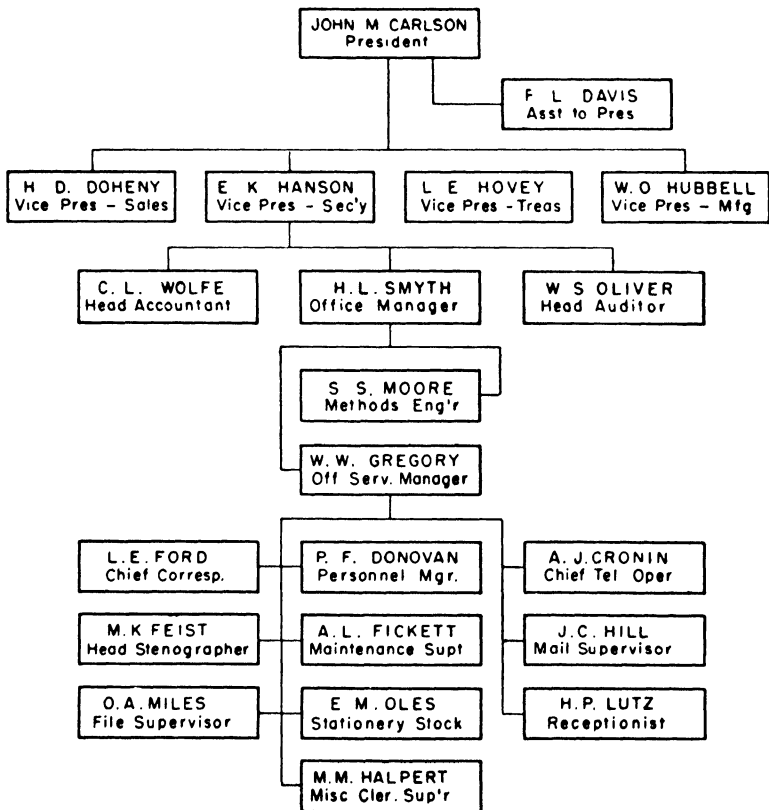 JOHN M CARLSON
President
F L DAVIS
Asst to Pres
H D. DOHENY
Vice Pres - Sales
E K HANSON
Vice Pres - Sec'y
L E HOVEY
Vice Pres - Treas
W. O HUBBELL
Vice Pres - Mfg
C. L. WOLFE
Head Accountant
H. L. SMYTH
Office Manager
W S OLIVER
Head Auditor
S S. MOORE
Methods Eng'r
W. W. GREGORY
Off Serv. Manager
L. E. FORD
Chief Corresp.
P. F. DONOVAN
Personnel Mgr.
A. J. CRONIN
Chief Tel Oper
M. K FEIST
Head Stenographer
A. L. FICKETT
Maintenance Supt
J. C. HILL
Mail Supervisor
O. A. MILES
File Supervisor
E M. OLES
Stationery Stock
H. P. LUTZ
Receptionist
M. M. HALPERT
Misc Cler. Sup'r